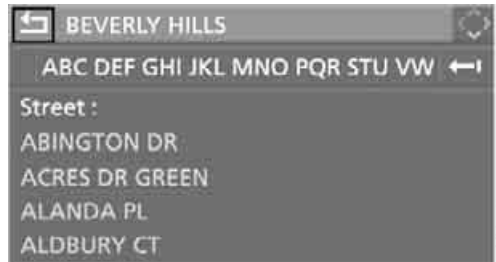 BEVERLY HILLS
ABC DEF GHI JKL MNO PQR STU VW
Street :
ABINGTON DR
ACRES DR GREEN
ALANDA PL
ALDBURY CT